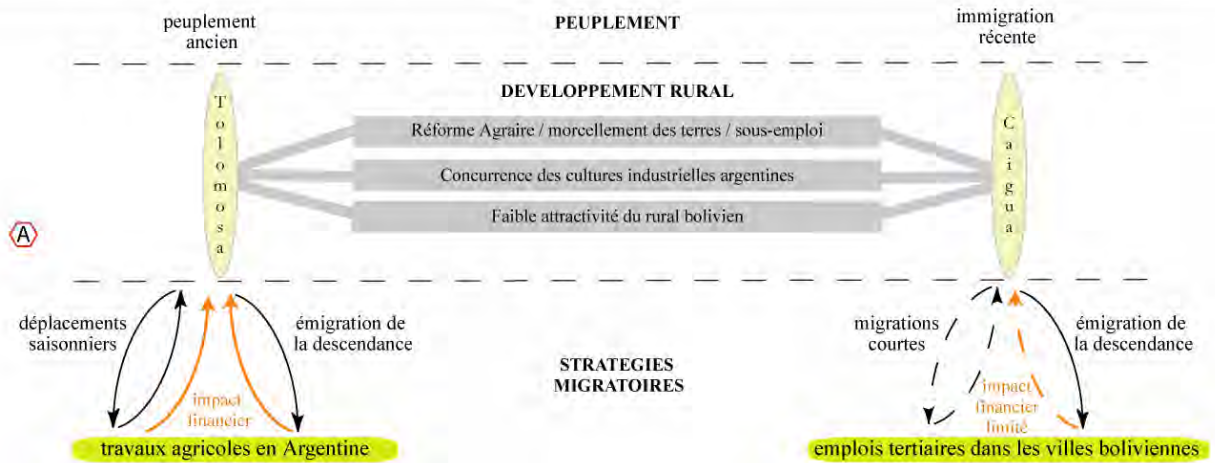 peuplement
ancien
PEUPLEMENT
immigration
récente
DEVELOPPEMENT RURAL
Tolomosa
Réforme Agraire / morcellement des terres / sous-emploi
Concurrence des cultures industrielles argentines
Faible attractivité du rural bolivien
Caigua
A
déplacements
saisonniers
émigration de
la descendance
impact
financier
travaux agricoles en Argentine
STRATEGIES
MIGRATOIRES
migrations
courtes
émigration de
la descendance
impact
financier
limité
emplois tertiaires dans les villes boliviennes